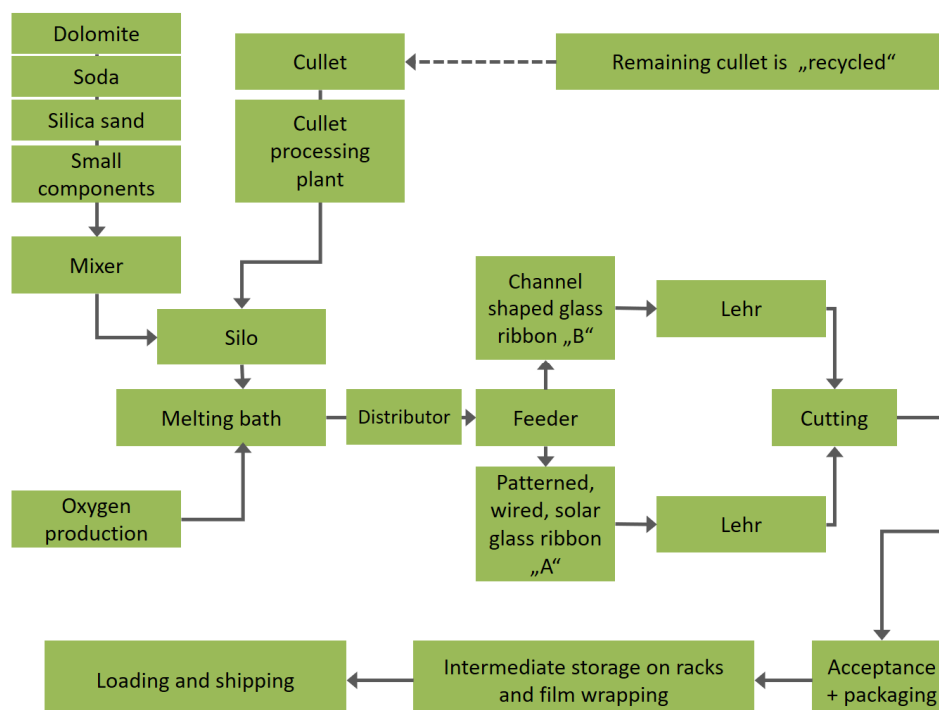 Dolomite
Soda
Silica sand
Small
components
Mixer
Cullet
Cullet
processing
plant
Remaining cullet is „recycled“
Silo
Melting bath
Oxygen
production
Distributor
Feeder
Channel
shaped glass
ribbon „B“
Lehr
Patterned,
wired, solar
glass ribbon
„A“
Lehr
Cutting
Acceptance
+ packaging
Intermediate storage on racks
and film wrapping
Loading and shipping